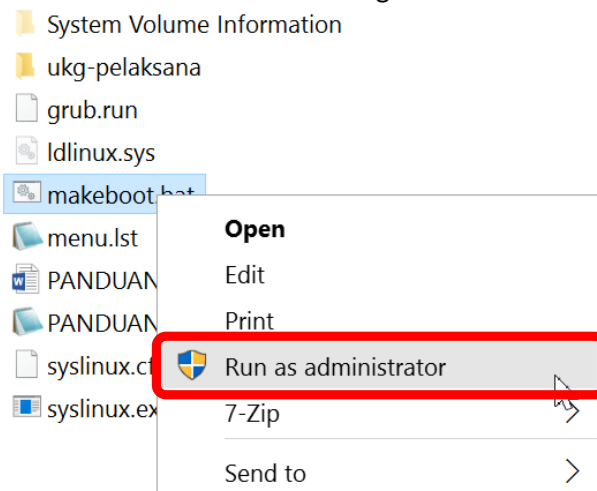 System Volume Information
ukg-pelaksana
grub.run
ldlinux.sys
makeboot.bat
menu.lst
Open
Edit
PANDUAN
Print
PANDUAN
Run as administrator
syslinux.cf
7-Zip
syslinux.ex
Send to